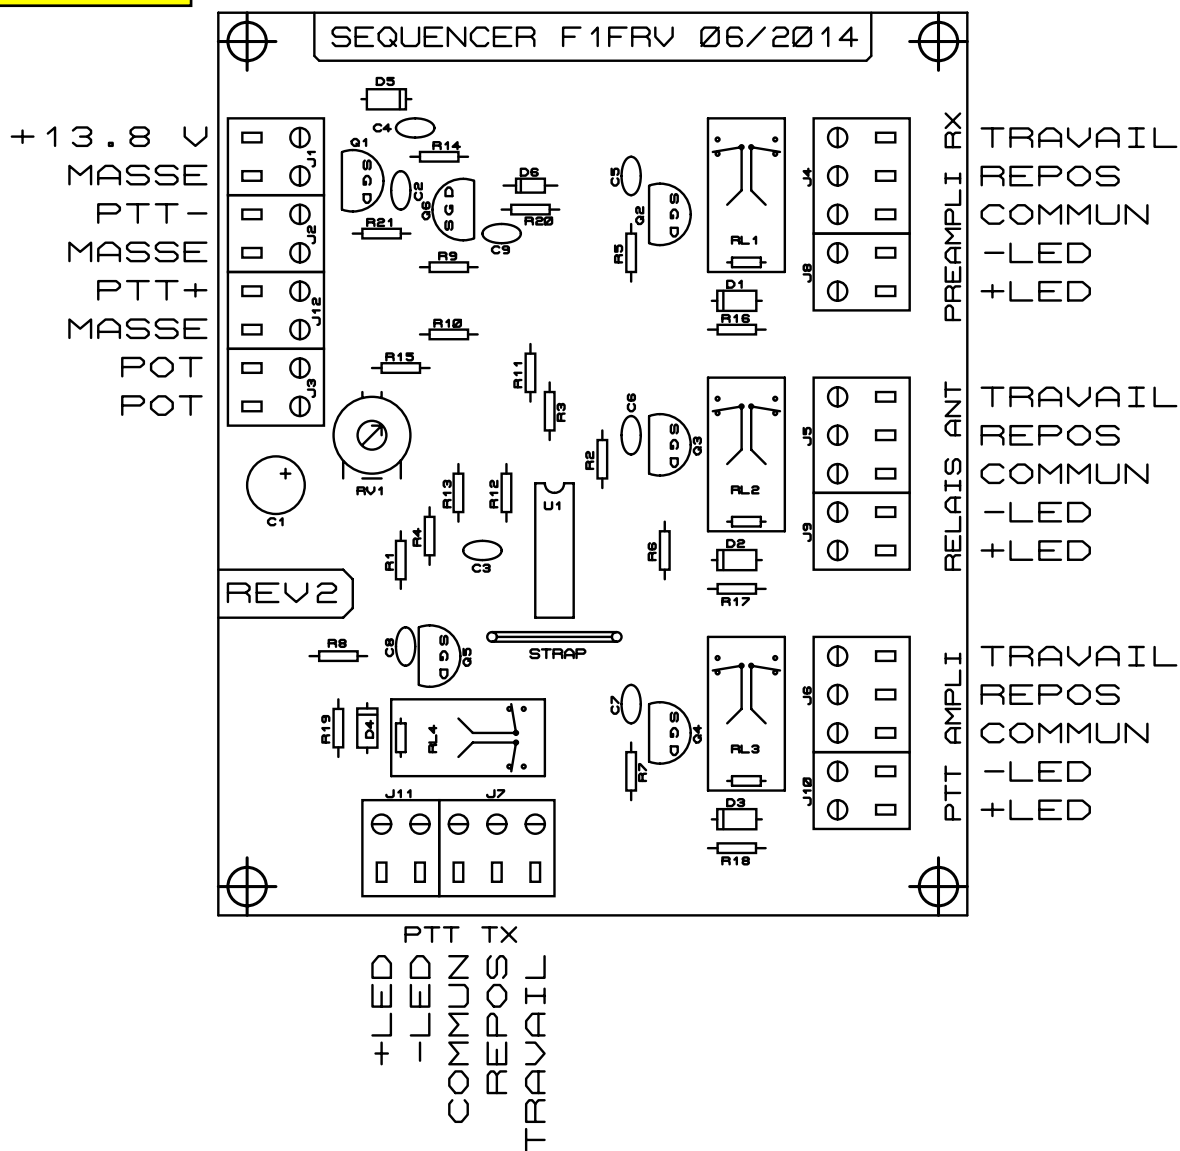 SEQUENCER F1FRV 06/2014
+13.8 V
MASSE
PTT-
MASSE
PTT+
MASSE
POT
POT
J1
J2
J12
J3
D5
C4
Q1
S G D
R14
C2
Q6
S G D
R21
D6
R20
C9
R9
R10
R15
R11
R3
RV1
C1
+
R13
R12
R4
R1
C3
U1
R2
R6
C5
Q2
S G D
R5
RL1
D1
R16
J4
J8
PREAMPLI RX
TRAVAIL
REPOS
COMMUN
-LED
+LED
C6
Q3
S G D
RL2
D2
R17
J5
J9
RELAIS ANT
TRAVAIL
REPOS
COMMUN
-LED
+LED
REV2
R8
C8
Q5
S G D
STRAP
R19
D4
RL4
C7
Q4
S G D
R7
RL3
D3
R18
J6
J10
PTT AMPLI
TRAVAIL
REPOS
COMMUN
-LED
+LED
J11
J7
PTT TX
+LED
-LED
COMMUN
REPOS
TRAVAIL